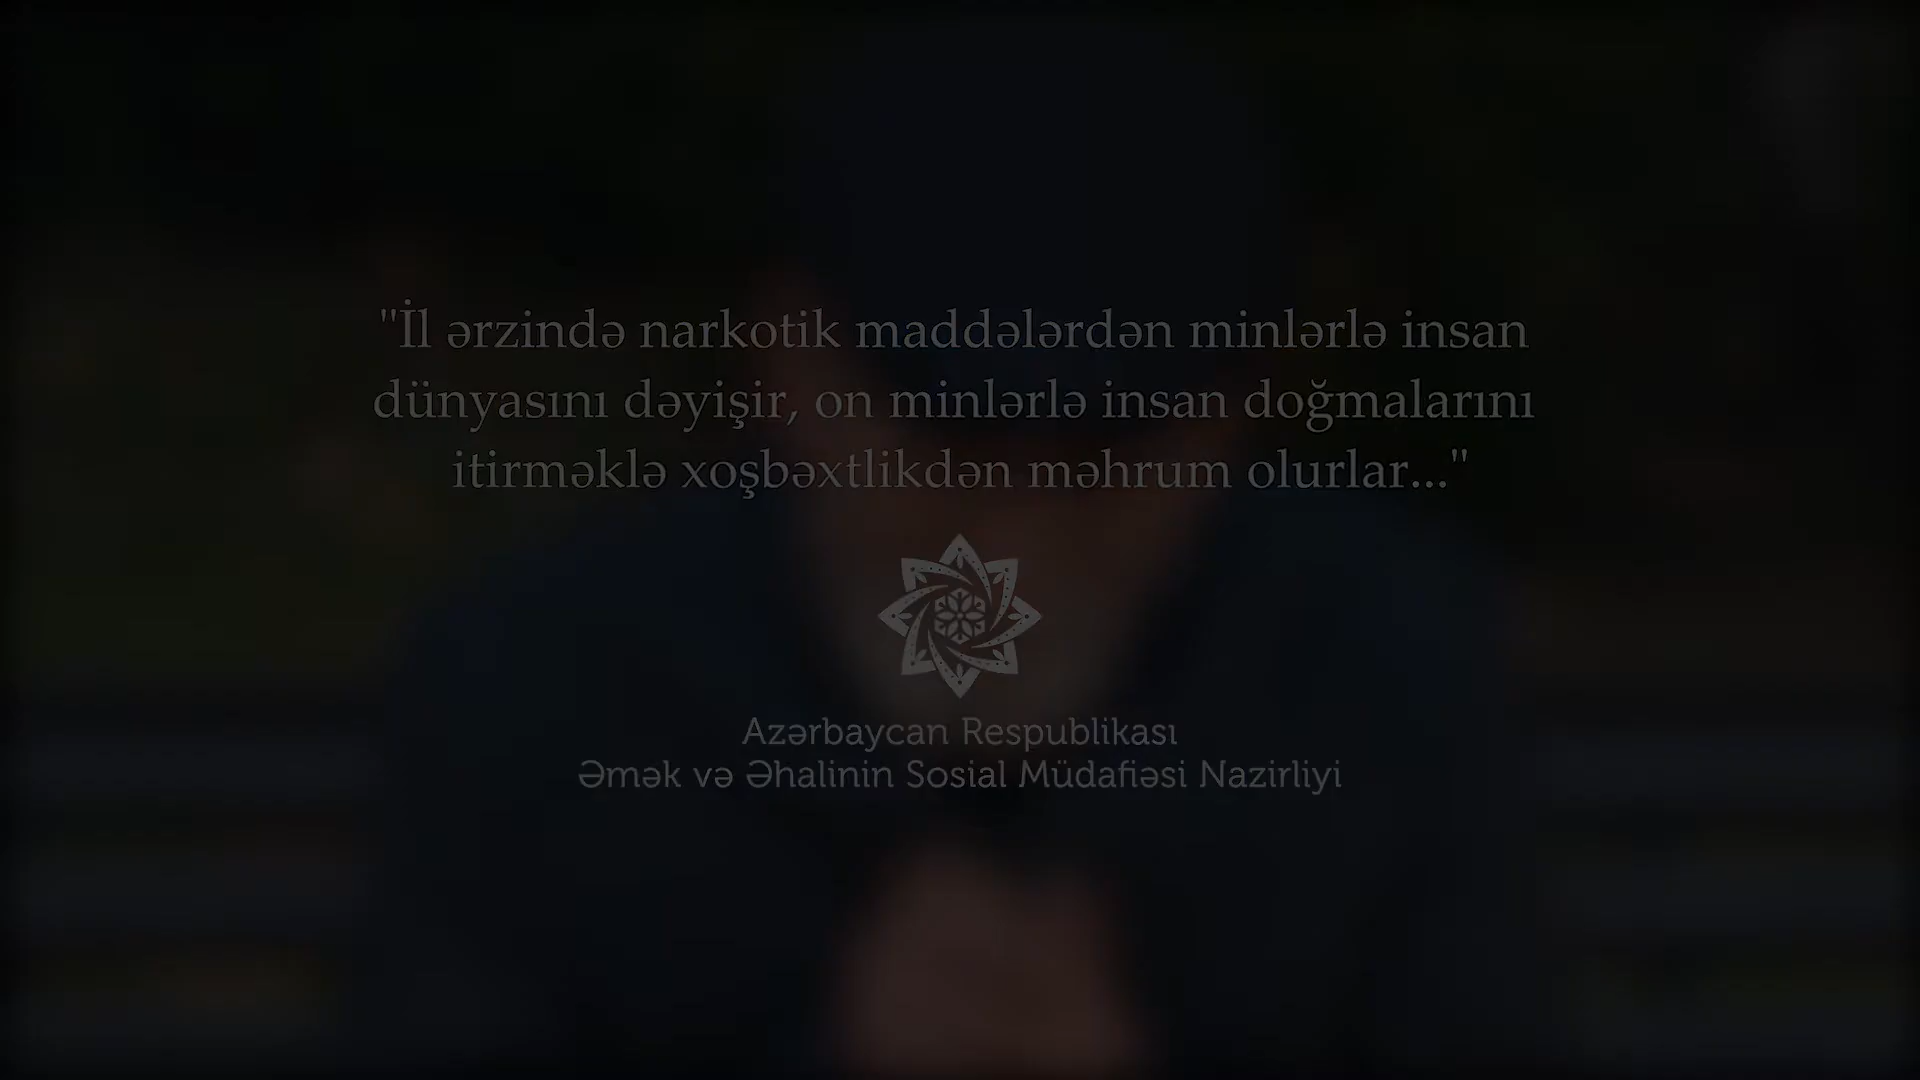 "İl ərzində narkotik maddələrdən minlərlə insan
dünyasını dəyişir, on minlərlə insan doğmalarını
itirməklə xoşbəxtlikdən məhrum olurlar..."
Azərbaycan Respublikası
Əmək və Əhalinin Sosial Müdafiəsi Nazirliyi